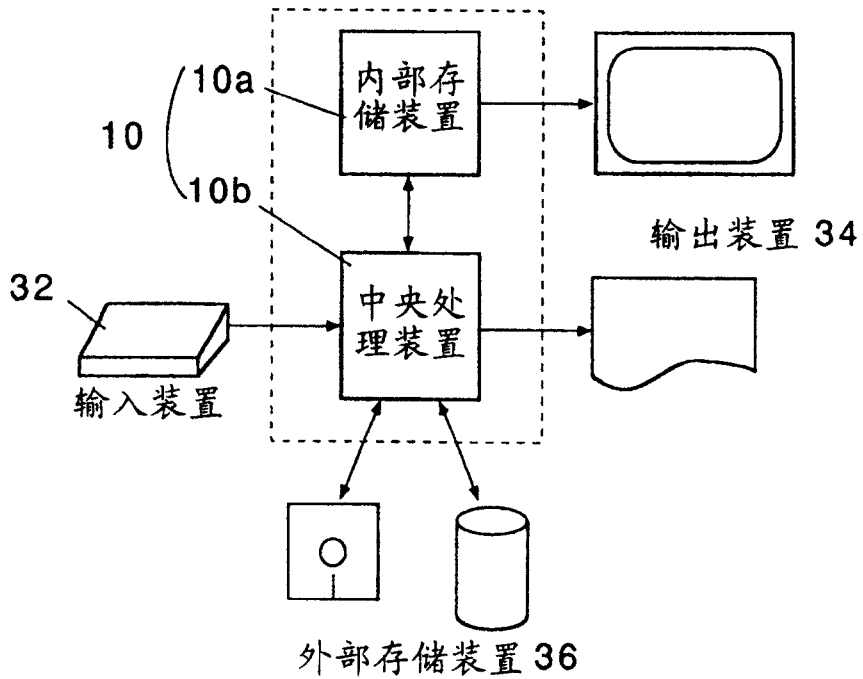 10a
内部存
储装置
10
10b
输出装置 34
32
中央处
理装置
输入装置
外部存储装置 36